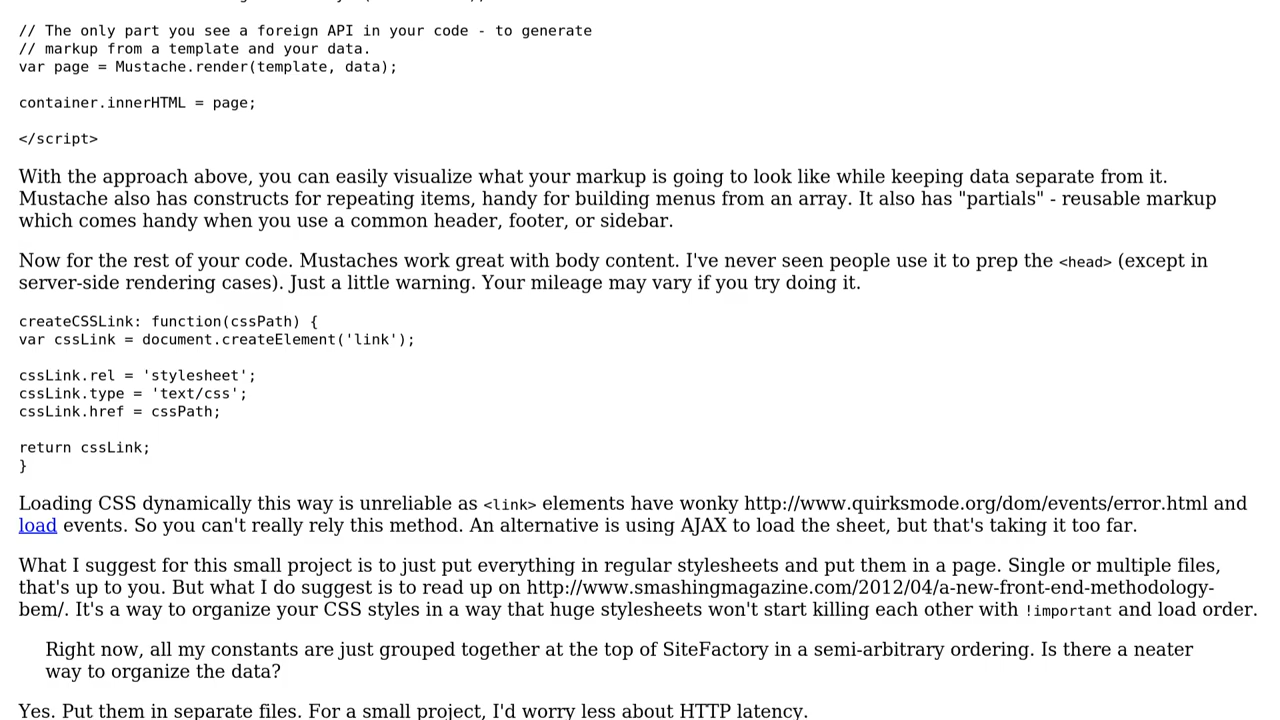 // The only part you see a foreign API in your code - to generate
// markup from a template and your data.
var page = Mustache.render(template, data);
container.innerHTML = page;
</script>
With the approach above, you can easily visualize what your markup is going to look like while keeping data separate from it.
Mustache also has constructs for repeating items, handy for building menus from an array. It also has "partials" - reusable markup
which comes handy when you use a common header, footer, or sidebar.
Now for the rest of your code. Mustaches work great with body content. I've never seen people use it to prep the <head> (except in
server-side rendering cases). Just a little warning. Your mileage may vary if you try doing it.
createCSSLink: function(cssPath) {
var cssLink = document.createElement('link');
cssLink.rel = 'stylesheet';
cssLink.type = 'text/css';
cssLink.href = cssPath;
return cssLink;
}
Loading CSS dynamically this way is unreliable as <link> elements have wonky http://www.quirksmode.org/dom/events/error.html and
load events. So you can't really rely this method. An alternative is using AJAX to load the sheet, but that's taking it too far.
What I suggest for this small project is to just put everything in regular stylesheets and put them in a page. Single or multiple files,
that's up to you. But what I do suggest is to read up on http://www.smashingmagazine.com/2012/04/a-new-front-end-methodology-
bem/. It's a way to organize your CSS styles in a way that huge stylesheets won't start killing each other with !important and load order.
Right now, all my constants are just grouped together at the top of SiteFactory in a semi-arbitrary ordering. Is there a neater
way to organize the data?
Yes. Put them in separate files. For a small project, I'd worry less about HTTP latency.